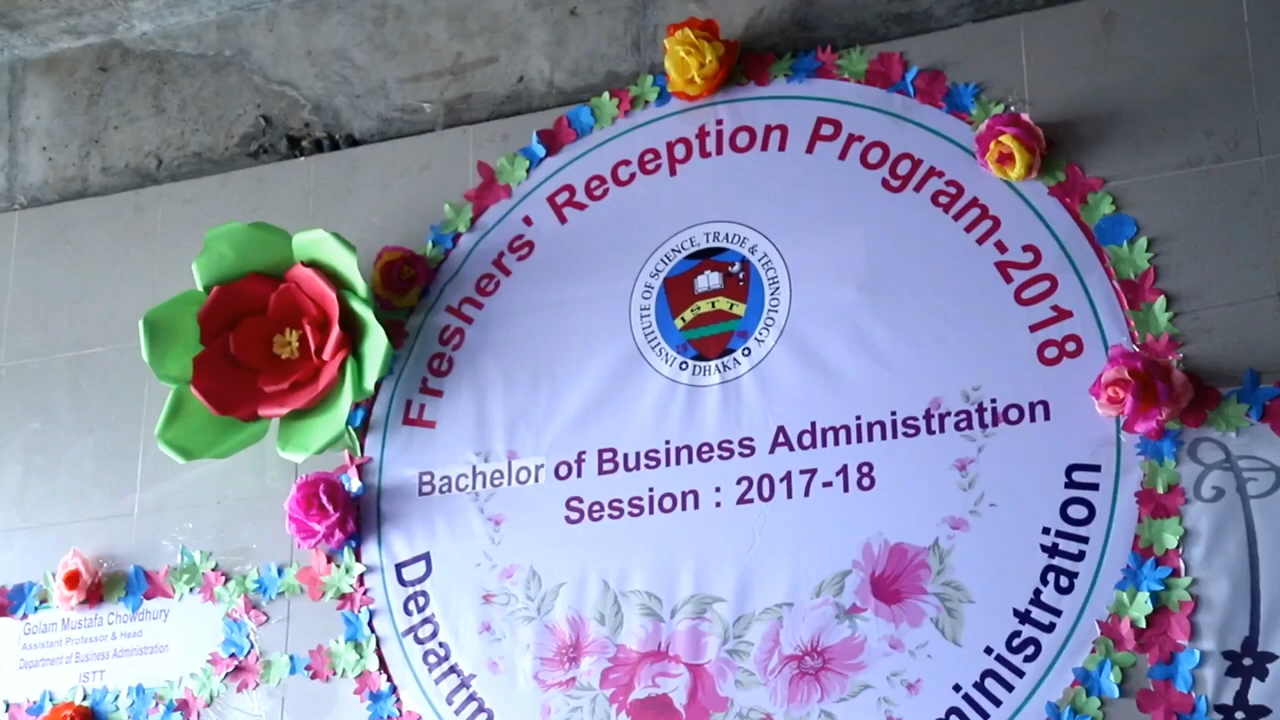 Freshers' Reception Program-2018
INSTITUTE OF SCIENCE, TRADE & TECHNOLOGY
ISTT
DHAKA
Bachelor of Business Administration
Session : 2017-18
Departm
ministration
Golam Mustafa Chowdhury
Assistant Professor & Head
Department of Business Administration
ISTT